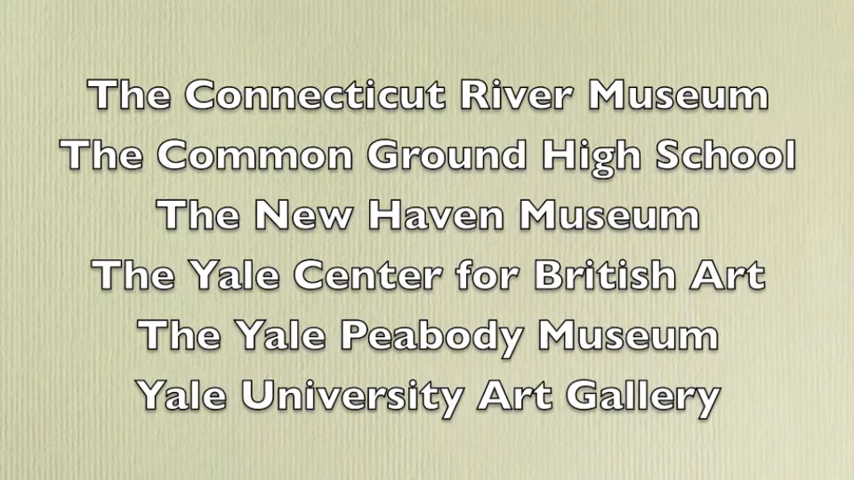 The Connecticut River Museum
The Common Ground High School
The New Haven Museum
The Yale Center for British Art
The Yale Peabody Museum
Yale University Art Gallery